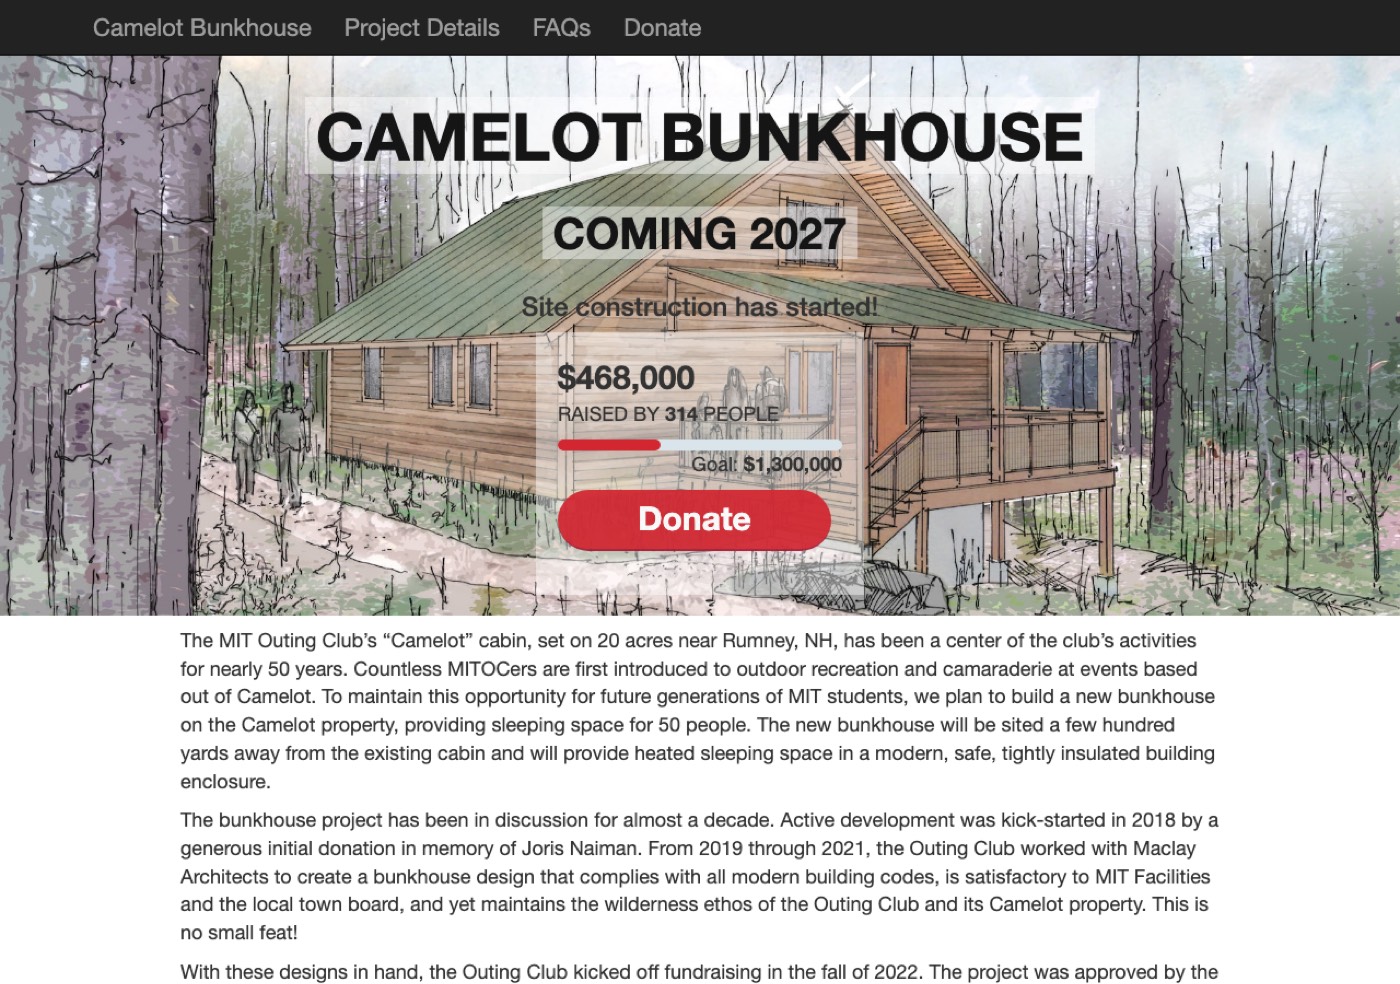 Camelot Bunkhouse Project Details FAQs Donate
CAMELOT BUNKHOUSE
COMING 2027
Site construction has started!
$468,000
RAISED BY 314 PEOPLE
Goal: $1,300,000
Donate
The MIT Outing Club’s “Camelot” cabin, set on 20 acres near Rumney, NH, has been a center of the club’s activities
for nearly 50 years. Countless MITOCers are first introduced to outdoor recreation and camaraderie at events based
out of Camelot. To maintain this opportunity for future generations of MIT students, we plan to build a new bunkhouse
on the Camelot property, providing sleeping space for 50 people. The new bunkhouse will be sited a few hundred
yards away from the existing cabin and will provide heated sleeping space in a modern, safe, tightly insulated building
enclosure.
The bunkhouse project has been in discussion for almost a decade. Active development was kick-started in 2018 by a
generous initial donation in memory of Joris Naiman. From 2019 through 2021, the Outing Club worked with Maclay
Architects to create a bunkhouse design that complies with all modern building codes, is satisfactory to MIT Facilities
and the local town board, and yet maintains the wilderness ethos of the Outing Club and its Camelot property. This is
no small feat!
With these designs in hand, the Outing Club kicked off fundraising in the fall of 2022. The project was approved by the